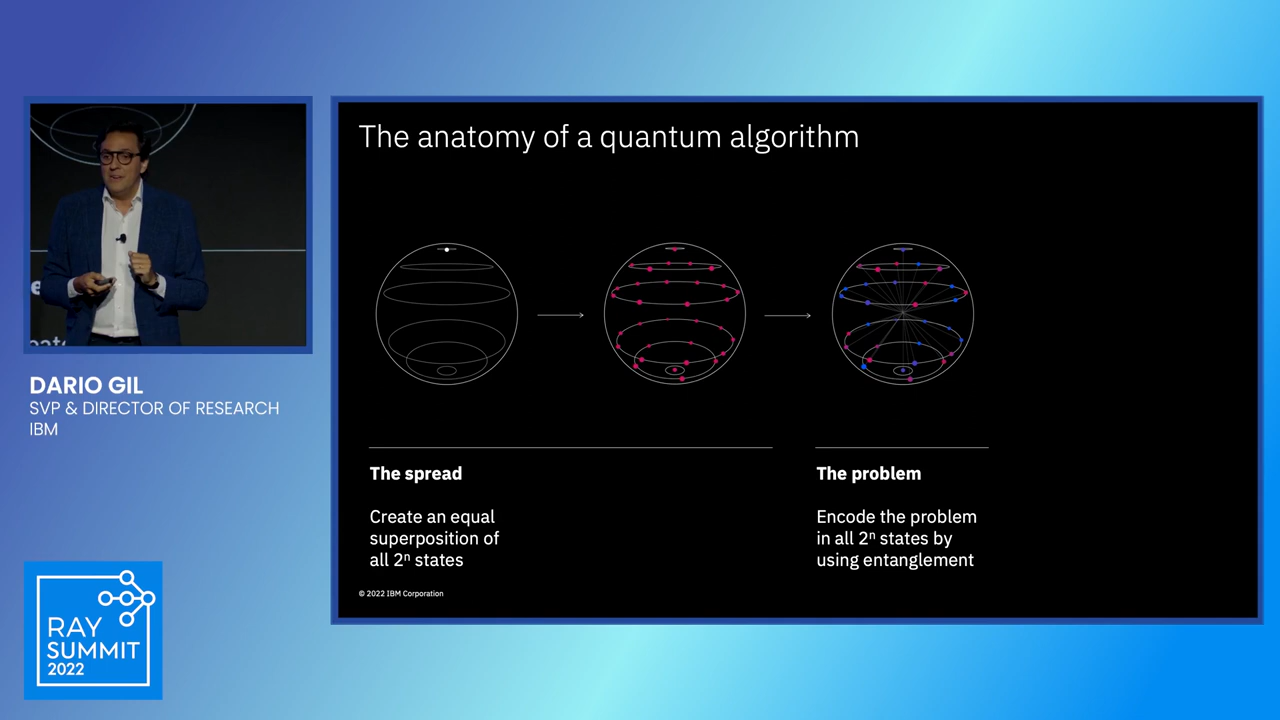 The anatomy of a quantum algorithm
DARIO GIL
SVP & DIRECTOR OF RESEARCH
IBM
The spread
Create an equal
superposition of
all 2ⁿ states
The problem
Encode the problem
in all 2ⁿ states by
using entanglement
© 2022 IBM Corporation
RAY
SUMMIT
2022